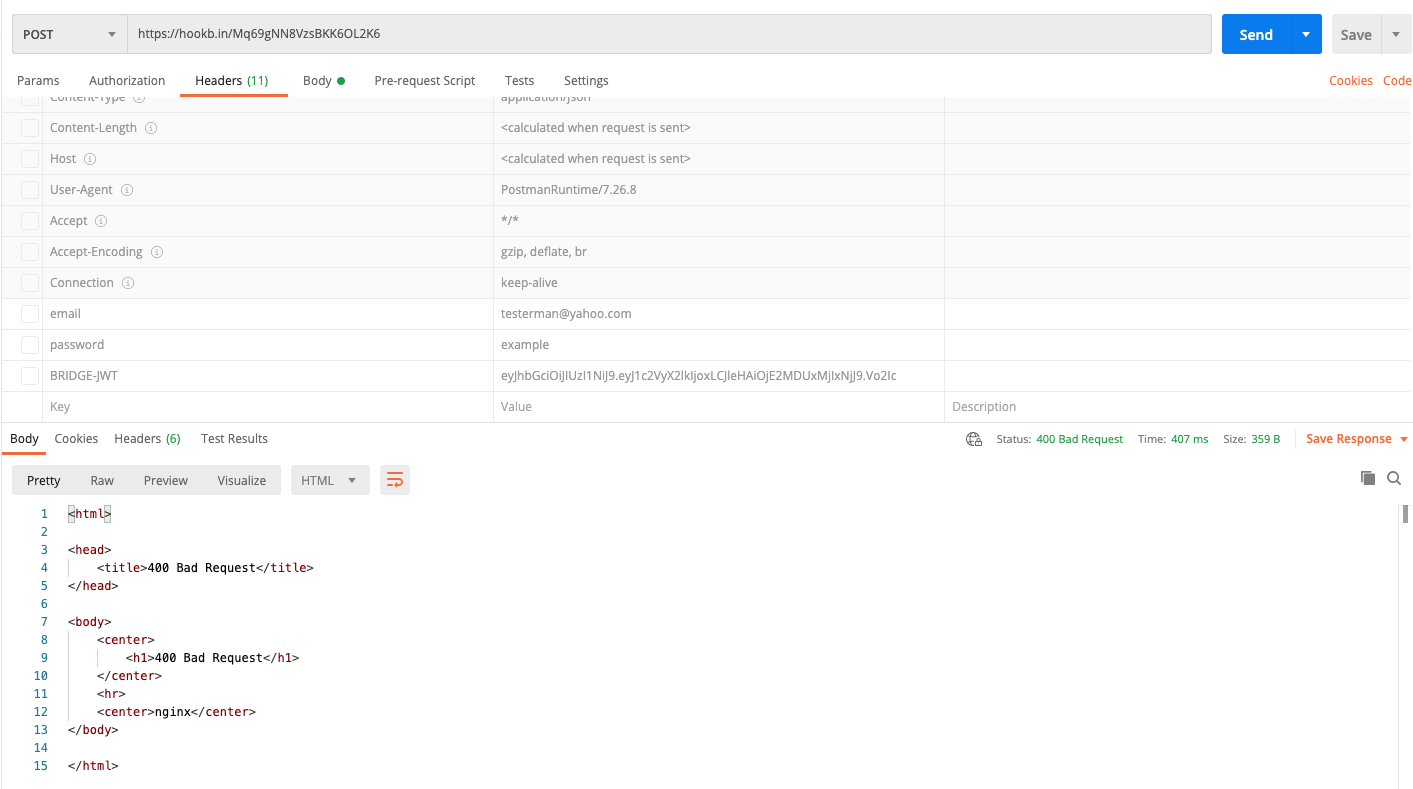 POST https://hookb.in/Mq69gNN8VzsBKK6OL2K6 Send Save
Params Authorization Headers (11) Body Pre-request Script Tests Settings Cookies Code
Content-Type application/json
Content-Length <calculated when request is sent>
Host <calculated when request is sent>
User-Agent PostmanRuntime/7.26.8
Accept */*
Accept-Encoding gzip, deflate, br
Connection keep-alive
email testerman@yahoo.com
password example
BRIDGE-JWT eyJhbGciOiJIUzI1NiJ9.eyJ1c2VyX2lkIjoxLCJleHAiOjE2MDUxMjIxNjJ9.Vo2Ic
Key Value Description
Body Cookies Headers (6) Test Results Status: 400 Bad Request Time: 407 ms Size: 359 B Save Response
Pretty Raw Preview Visualize HTML
1 <html>
2
3 <head>
4 <title>400 Bad Request</title>
5 </head>
6
7 <body>
8 <center>
9 <h1>400 Bad Request</h1>
10 </center>
11 <hr>
12 <center>nginx</center>
13 </body>
14
15 </html>